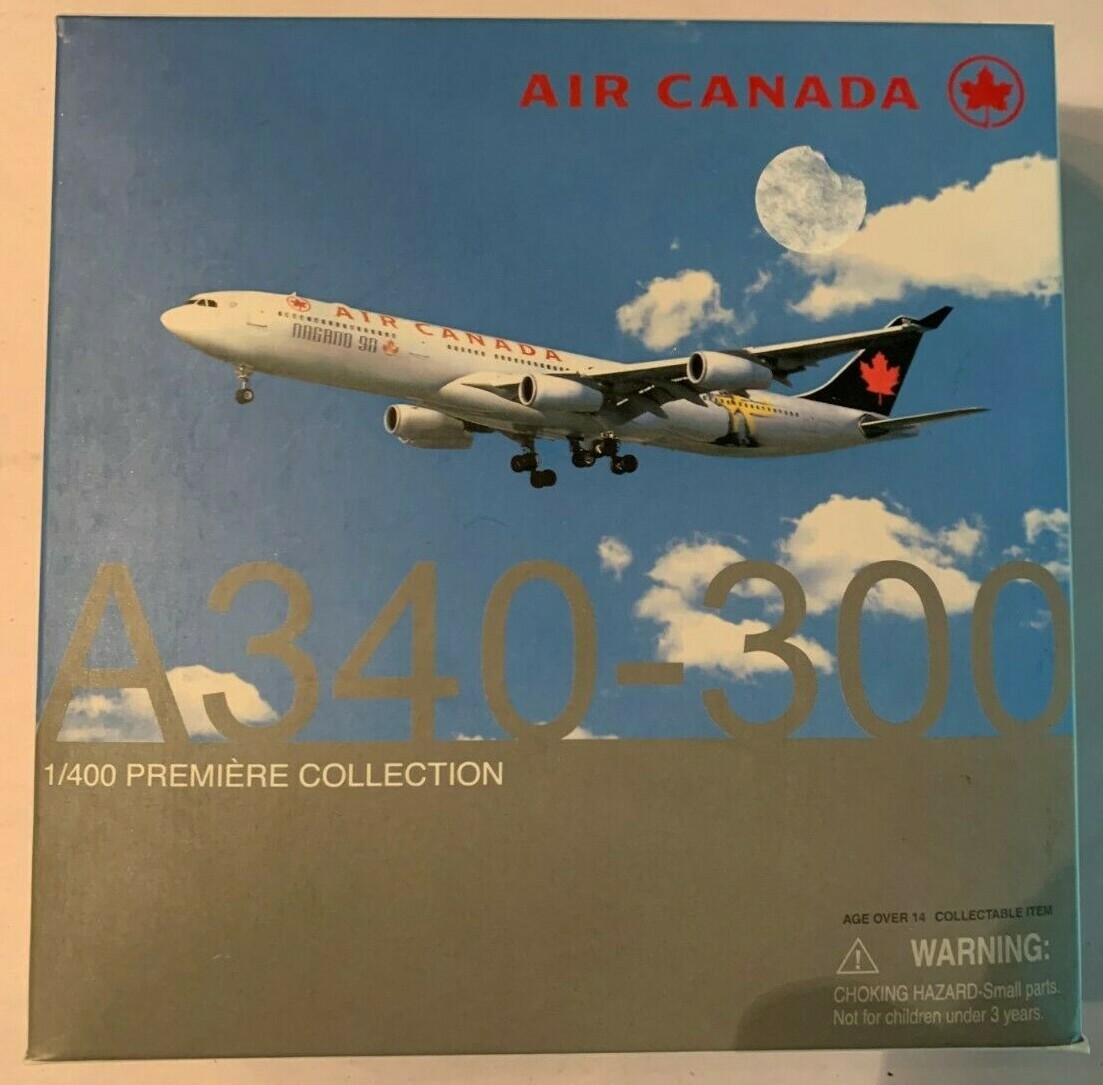 AIR CANADA
AIR CANADA
NAGANO 98
A340-300
1/400 PREMIÈRE COLLECTION
AGE OVER 14 COLLECTABLE ITEM
WARNING:
CHOKING HAZARD-Small parts.
Not for children under 3 years.